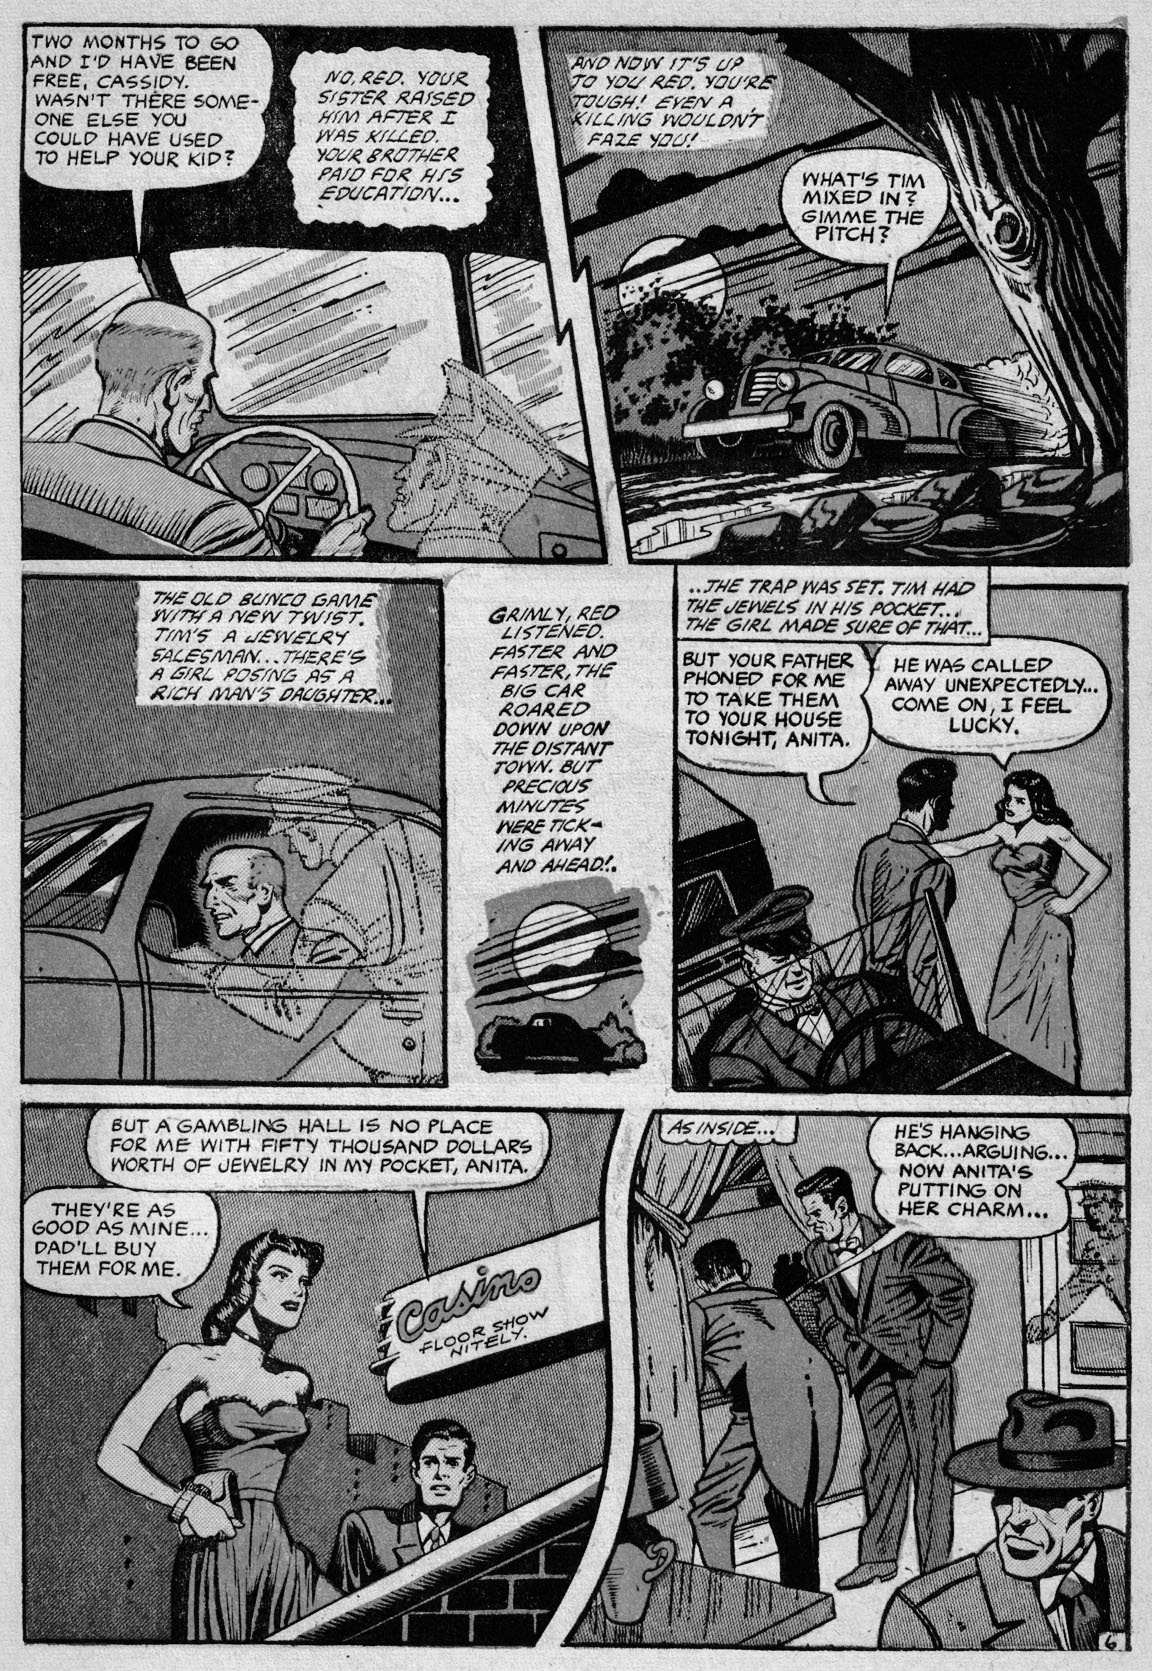 TWO MONTHS TO GO
AND I'D HAVE BEEN
FREE, CASSIDY.
WASN'T THERE SOME-
ONE ELSE YOU
COULD HAVE USED
TO HELP YOUR KID?
NO, RED. YOUR
SISTER RAISED
HIM AFTER I
WAS KILLED.
YOUR BROTHER
PAID FOR HIS
EDUCATION...
AND NOW IT'S UP
TO YOU RED. YOU'RE
TOUGH! EVEN A
KILLING WOULDN'T
FAZE YOU!
WHAT'S TIM
MIXED IN?
GIMME THE
PITCH?
THE OLD BUNCO GAME
WITH A NEW TWIST.
TIM'S A JEWELRY
SALESMAN...THERE'S
A GIRL POSING AS A
RICH MAN'S DAUGHTER...
GRIMLY, RED
LISTENED.
FASTER AND
FASTER, THE
BIG CAR
ROARED
DOWN UPON
THE DISTANT
TOWN. BUT
PRECIOUS
MINUTES
WERE TICK-
ING AWAY
AND AHEAD!.
..THE TRAP WAS SET. TIM HAD
THE JEWELS IN HIS POCKET...
THE GIRL MADE SURE OF THAT...
BUT YOUR FATHER
PHONED FOR ME
TO TAKE THEM
TO YOUR HOUSE
TONIGHT, ANITA.
HE WAS CALLED
AWAY UNEXPECTEDLY...
COME ON, I FEEL
LUCKY.
BUT A GAMBLING HALL IS NO PLACE
FOR ME WITH FIFTY THOUSAND DOLLARS
WORTH OF JEWELRY IN MY POCKET, ANITA.
THEY'RE AS
GOOD AS MINE...
DAD'LL BUY
THEM FOR ME.
Casino
FLOOR SHOW
NITELY.
AS INSIDE...
HE'S HANGING
BACK...ARGUING...
NOW ANITA'S
PUTTING ON
HER CHARM...
6